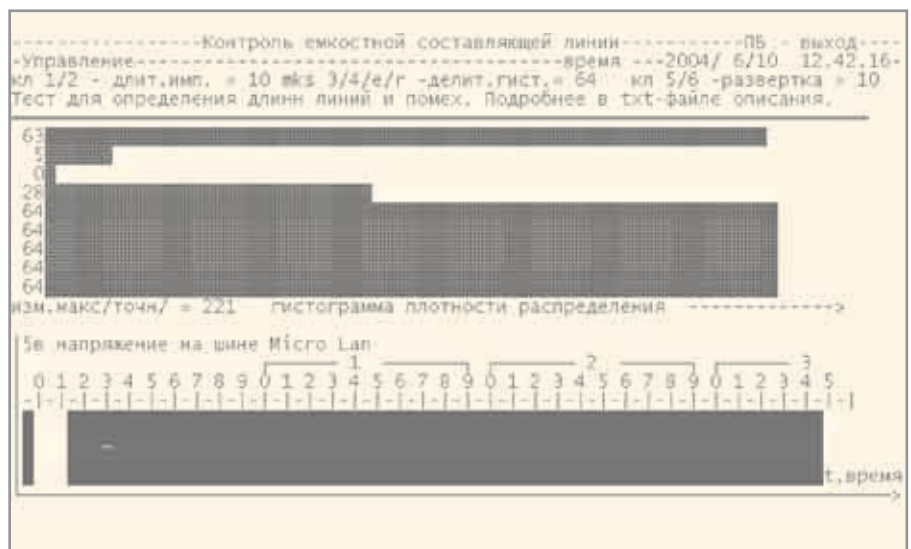 -----------------Контроль емкостной составляющей линии-----------ПБ - выход----
-Управление---------------------------------------время ---2004/ 6/10 12.42.16-
кл 1/2 - длит.имп. = 10 mks 3/4/e/r -делит.гист.= 64 кл 5/6 -развертка = 10
Тест для определения длинн линий и помех. Подробнее в txt-файле описания.
63
5
0
28
64
64
64
64
64
изм.макс/точн/ = 221 гистограмма плотности распределения ------------->
5в напряжение на шине Micro Lan
1 2 3
0 1 2 3 4 5 6 7 8 9 0 1 2 3 4 5 6 7 8 9 0 1 2 3 4 5 6 7 8 9 0 1 2 3 4 5
t,время